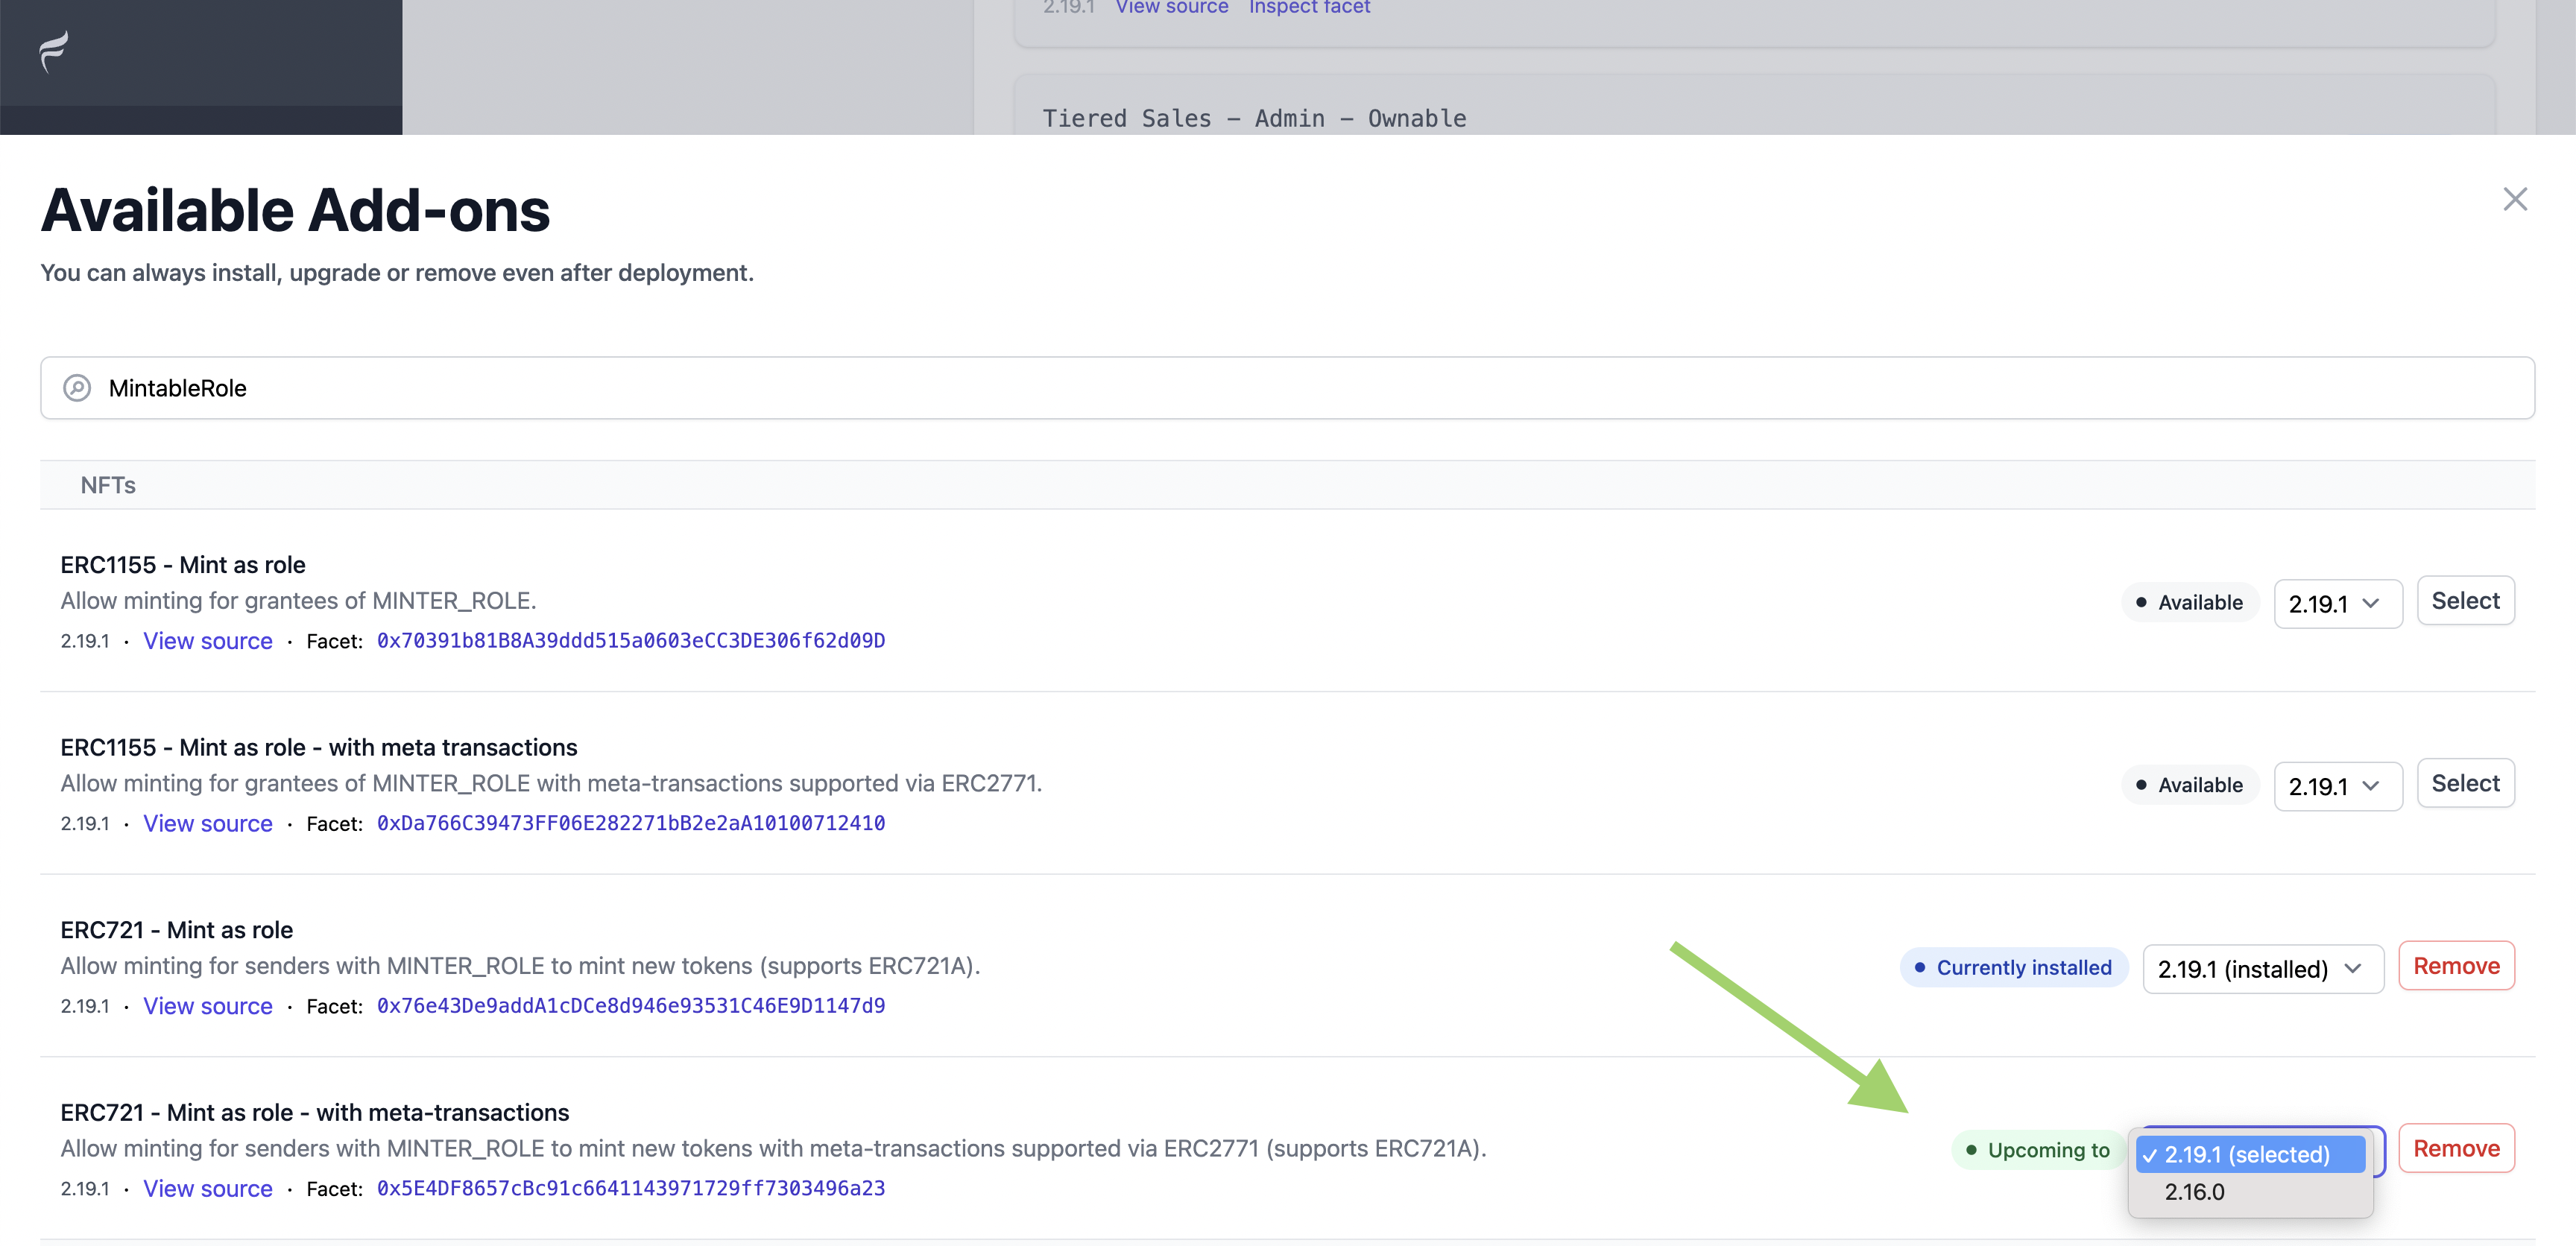 2.19.1 View source Inspect facet
Tiered Sales – Admin – Ownable
Available Add-ons
You can always install, upgrade or remove even after deployment.
MintableRole
NFTs
ERC1155 - Mint as role
Allow minting for grantees of MINTER_ROLE.
2.19.1 · View source · Facet: 0x70391b81B8A39ddd515a0603eCC3DE306f62d09D
Available 2.19.1 Select
ERC1155 - Mint as role - with meta transactions
Allow minting for grantees of MINTER_ROLE with meta-transactions supported via ERC2771.
2.19.1 · View source · Facet: 0xDa766C39473FF06E282271bB2e2aA10100712410
Available 2.19.1 Select
ERC721 - Mint as role
Allow minting for senders with MINTER_ROLE to mint new tokens (supports ERC721A).
2.19.1 · View source · Facet: 0x76e43De9addA1cDCe8d946e93531C46E9D1147d9
Currently installed 2.19.1 (installed) Remove
ERC721 - Mint as role - with meta-transactions
Allow minting for senders with MINTER_ROLE to mint new tokens with meta-transactions supported via ERC2771 (supports ERC721A).
2.19.1 · View source · Facet: 0x5E4DF8657cBc91c6641143971729ff7303496a23
Upcoming to ✓ 2.19.1 (selected) Remove
2.16.0